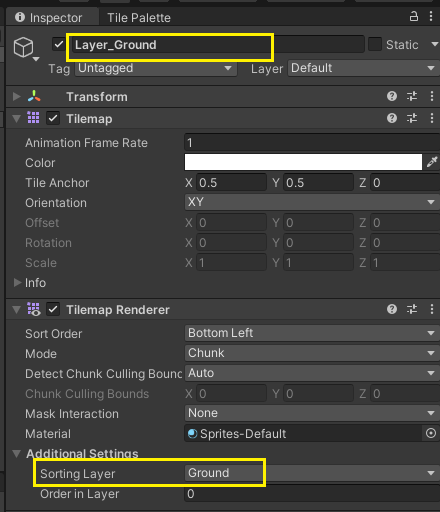 Inspector Tile Palette
Layer_Ground Static
Tag Untagged Layer Default
Transform
Tilemap
Animation Frame Rate 1
Color
Tile Anchor X 0.5 Y 0.5 Z 0
Orientation XY
Offset X 0 Y 0 Z 0
Rotation X 0 Y 0 Z 0
Scale X 1 Y 1 Z 1
Info
Tilemap Renderer
Sort Order Bottom Left
Mode Chunk
Detect Chunk Culling Bounc Auto
Chunk Culling Bounds X 0 Y 0 Z 0
Mask Interaction None
Material Sprites-Default
Additional Settings
Sorting Layer Ground
Order in Layer 0